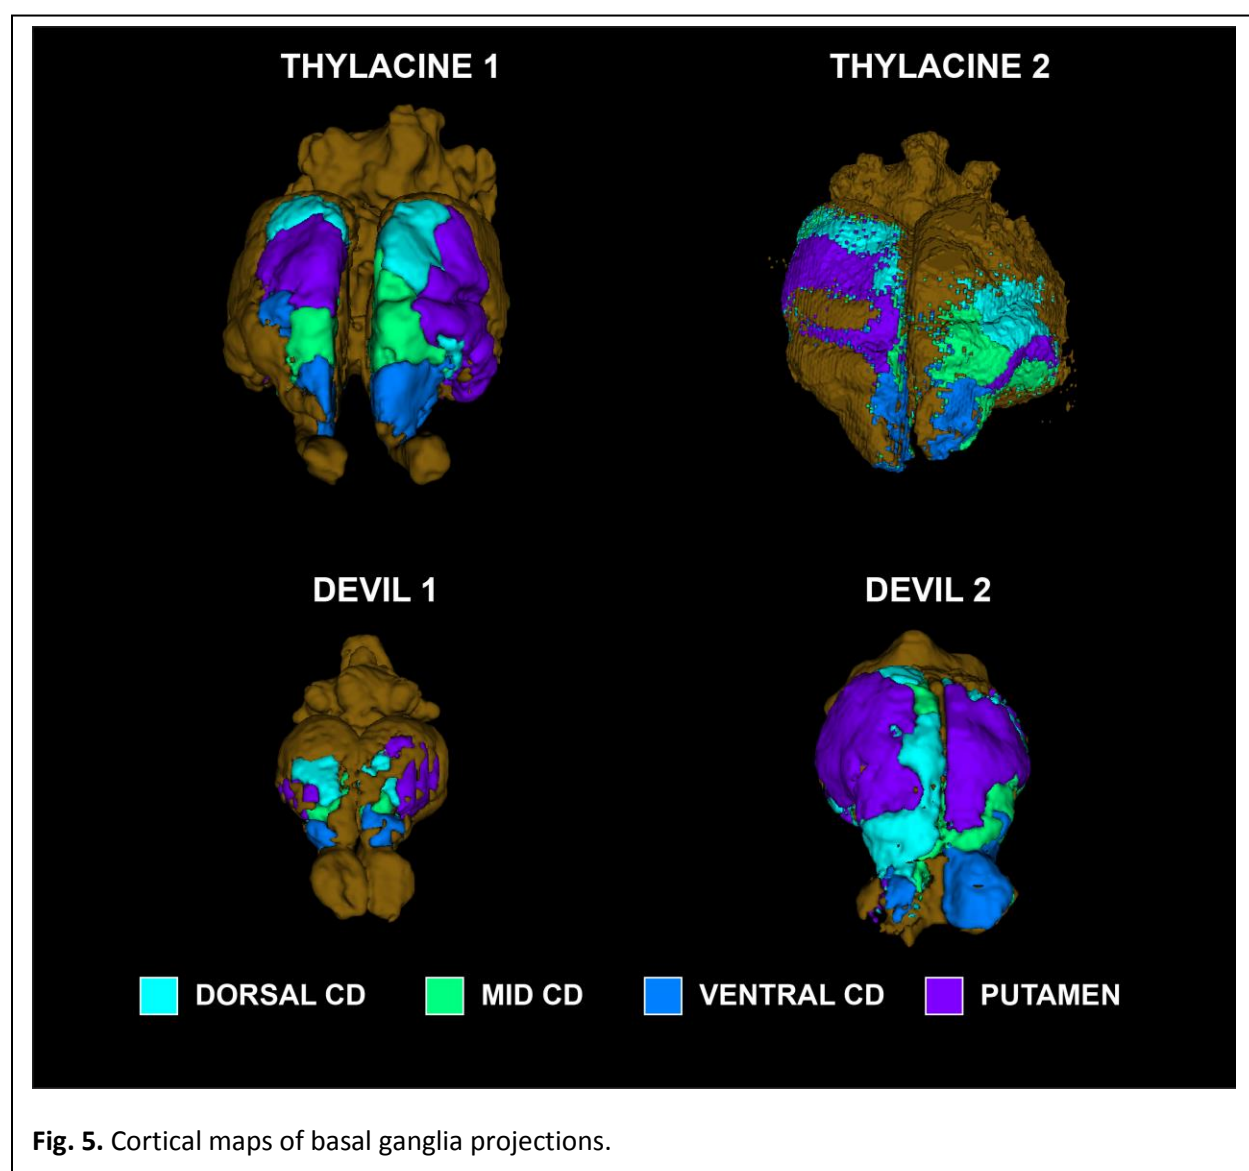 THYLACINE 1
THYLACINE 2
DEVIL 1
DEVIL 2
DORSAL CD
MID CD
VENTRAL CD
PUTAMEN
Fig. 5. Cortical maps of basal ganglia projections.